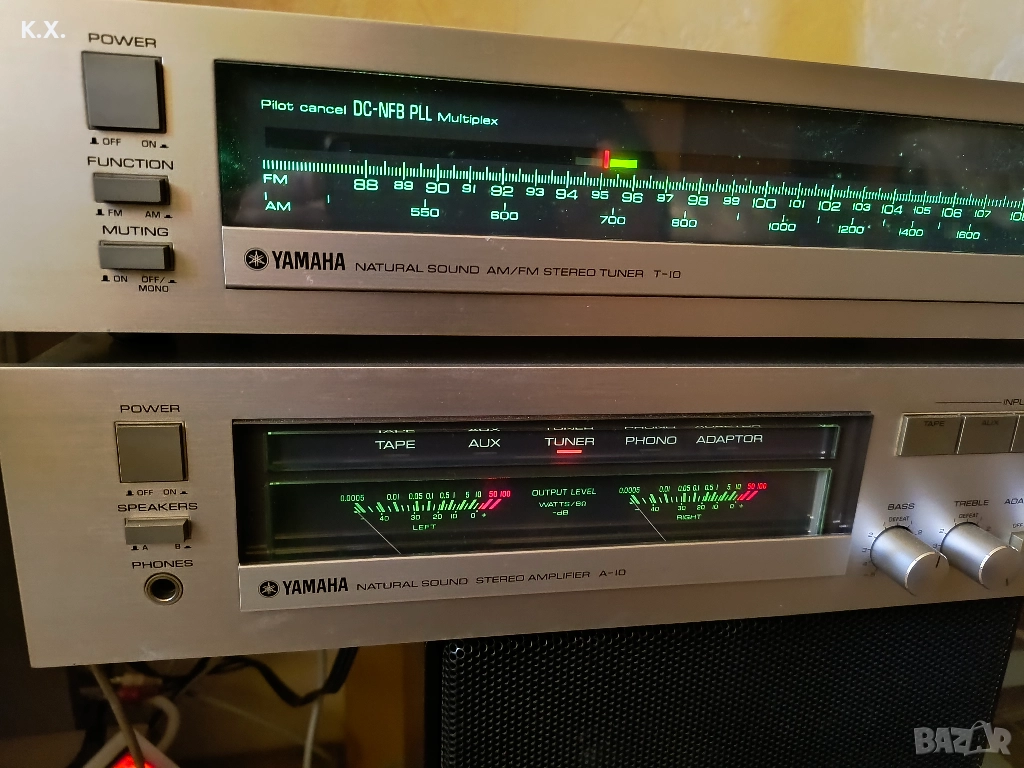 K.X.
POWER
OFF ON
FUNCTION
FM AM
MUTING
ON OFF/MONO
Pilot cancel DC-NFB PLL Multiplex
FM 88 89 90 91 92 93 94 95 96 97 98 99 100 101 102 103 104 105 106 107 108
AM 550 600 700 800 1000 1200 1400 1600
YAMAHA NATURAL SOUND AM/FM STEREO TUNER T-10
POWER
OFF ON
SPEAKERS
A B
PHONES
TAPE AUX TUNER PHONO ADAPTOR
0.0005 0.01 0.05 0.1 0.5 1 5 10 50 100
40 30 20 10 0 +
LEFT
OUTPUT LEVEL
WATTS/8Ω
-dB
0.0005 0.01 0.05 0.1 0.5 1 5 10 50 100
40 30 20 10 0 +
RIGHT
YAMAHA NATURAL SOUND STEREO AMPLIFIER A-10
TAPE AUX
BASS
DEFEAT
TREBLE
DEFEAT
BAZAR